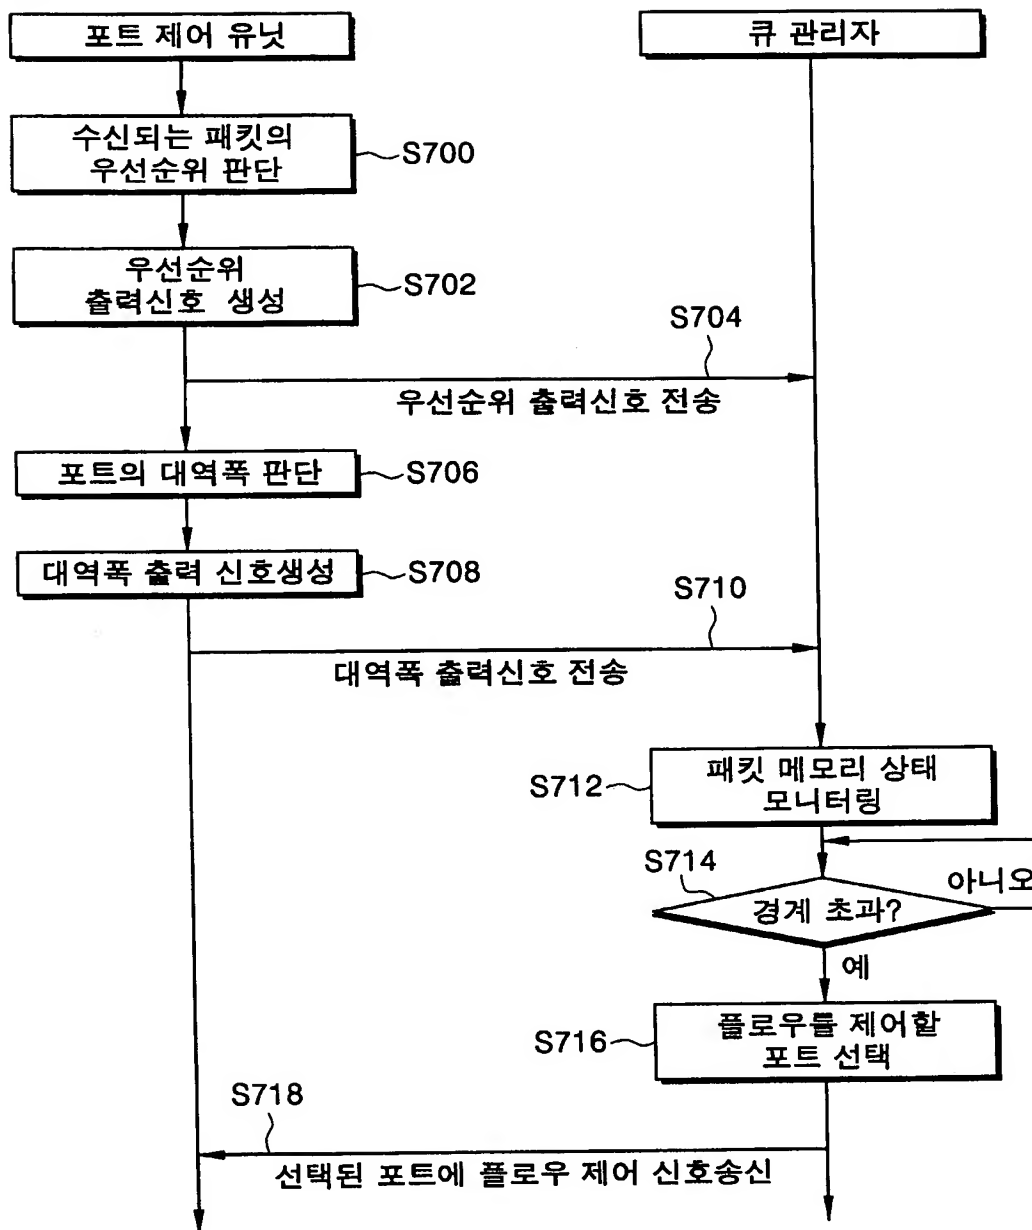 포트 제어 유닛
큐 관리자
수신되는 패킷의
우선순위 판단
S700
우선순위
출력신호 생성
S702
S704
우선순위 출력신호 전송
포트의 대역폭 판단
S706
대역폭 출력 신호생성
S708
S710
대역폭 출력신호 전송
S712
패킷 메모리 상태
모니터링
S714
경계 초과?
아니오
예
S716
플로우를 제어할
포트 선택
S718
선택된 포트에 플로우 제어 신호송신